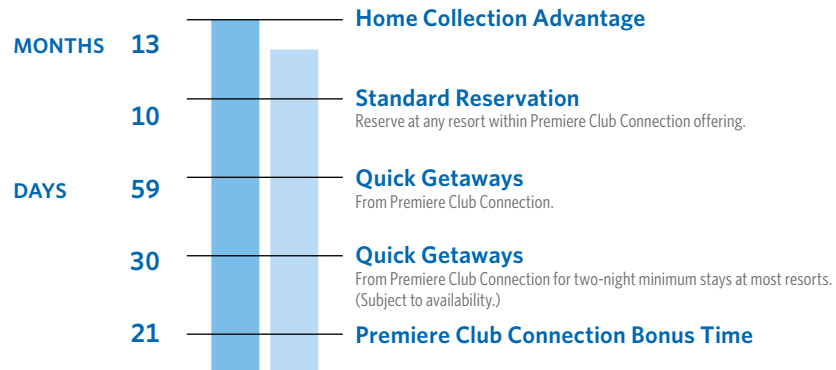 Home Collection Advantage
MONTHS 13
Standard Reservation
10
Reserve at any resort within Premiere Club Connection offering.
Quick Getaways
DAYS 59
From Premiere Club Connection.
Quick Getaways
30
From Premiere Club Connection for two-night minimum stays at most resorts.
(Subject to availability.)
21 Premiere Club Connection Bonus Time